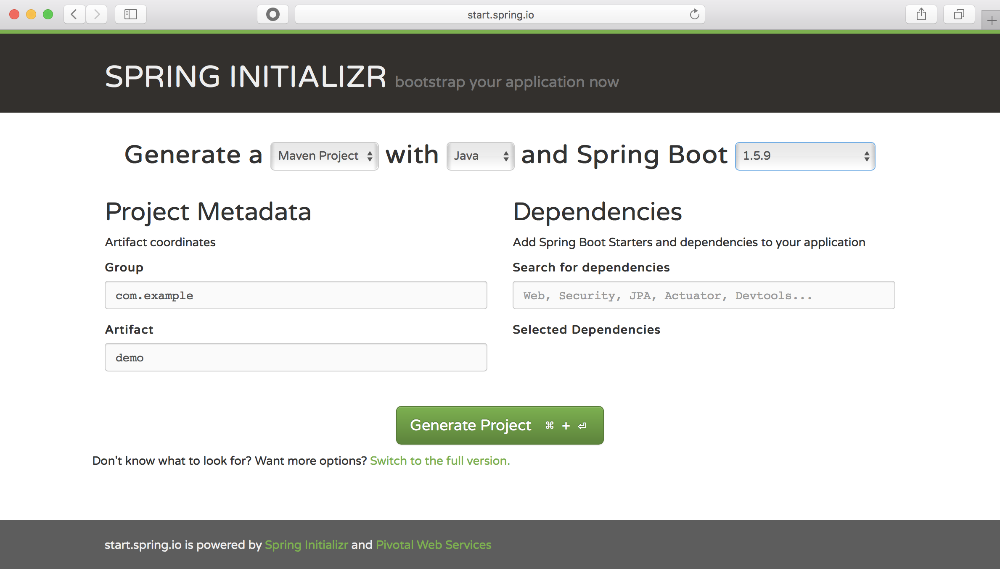 start.spring.io
SPRING INITIALIZR bootstrap your application now
Generate a Maven Project with Java and Spring Boot 1.5.9
Project Metadata
Artifact coordinates
Group
com.example
Artifact
demo
Dependencies
Add Spring Boot Starters and dependencies to your application
Search for dependencies
Web, Security, JPA, Actuator, Devtools...
Selected Dependencies
Generate Project ⌘ + ⏎
Don't know what to look for? Want more options? Switch to the full version.
start.spring.io is powered by Spring Initializr and Pivotal Web Services